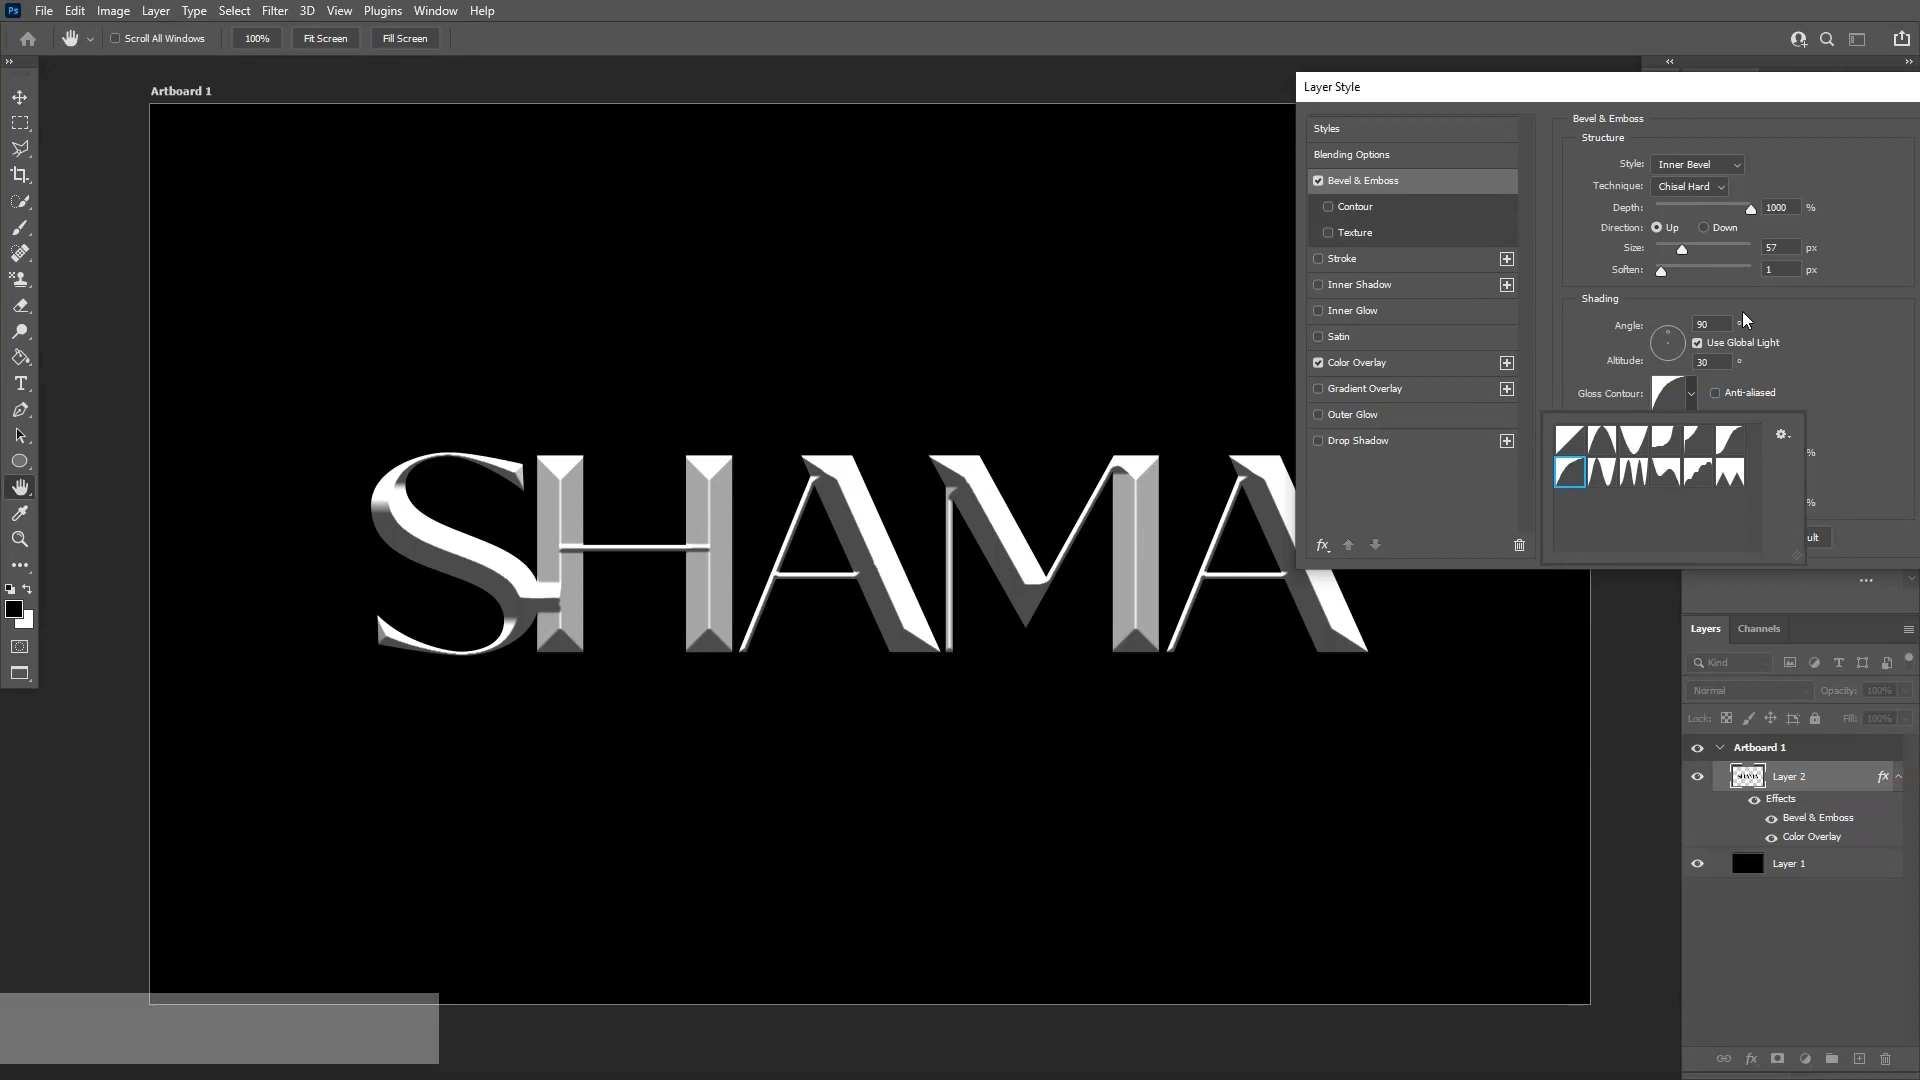 Ps File Edit Image Layer Type Select Filter 3D View Plugins Window Help
Scroll All Windows 100% Fit Screen Fill Screen
Artboard 1
SHAMA
Layer Style
Styles
Blending Options
Bevel & Emboss
Contour
Texture
Stroke
Inner Shadow
Inner Glow
Satin
Color Overlay
Gradient Overlay
Outer Glow
Drop Shadow
fx
Bevel & Emboss
Structure
Style: Inner Bevel
Technique: Chisel Hard
Depth: 1000 %
Direction: Up Down
Size: 57 px
Soften: 1 px
Shading
Angle: 90 °
Use Global Light
Altitude: 30 °
Gloss Contour: Anti-aliased
%
%
ult
Layers Channels
Kind
Normal Opacity: 100%
Lock: Fill: 100%
Artboard 1
Layer 2 fx
Effects
Bevel & Emboss
Color Overlay
Layer 1
fx